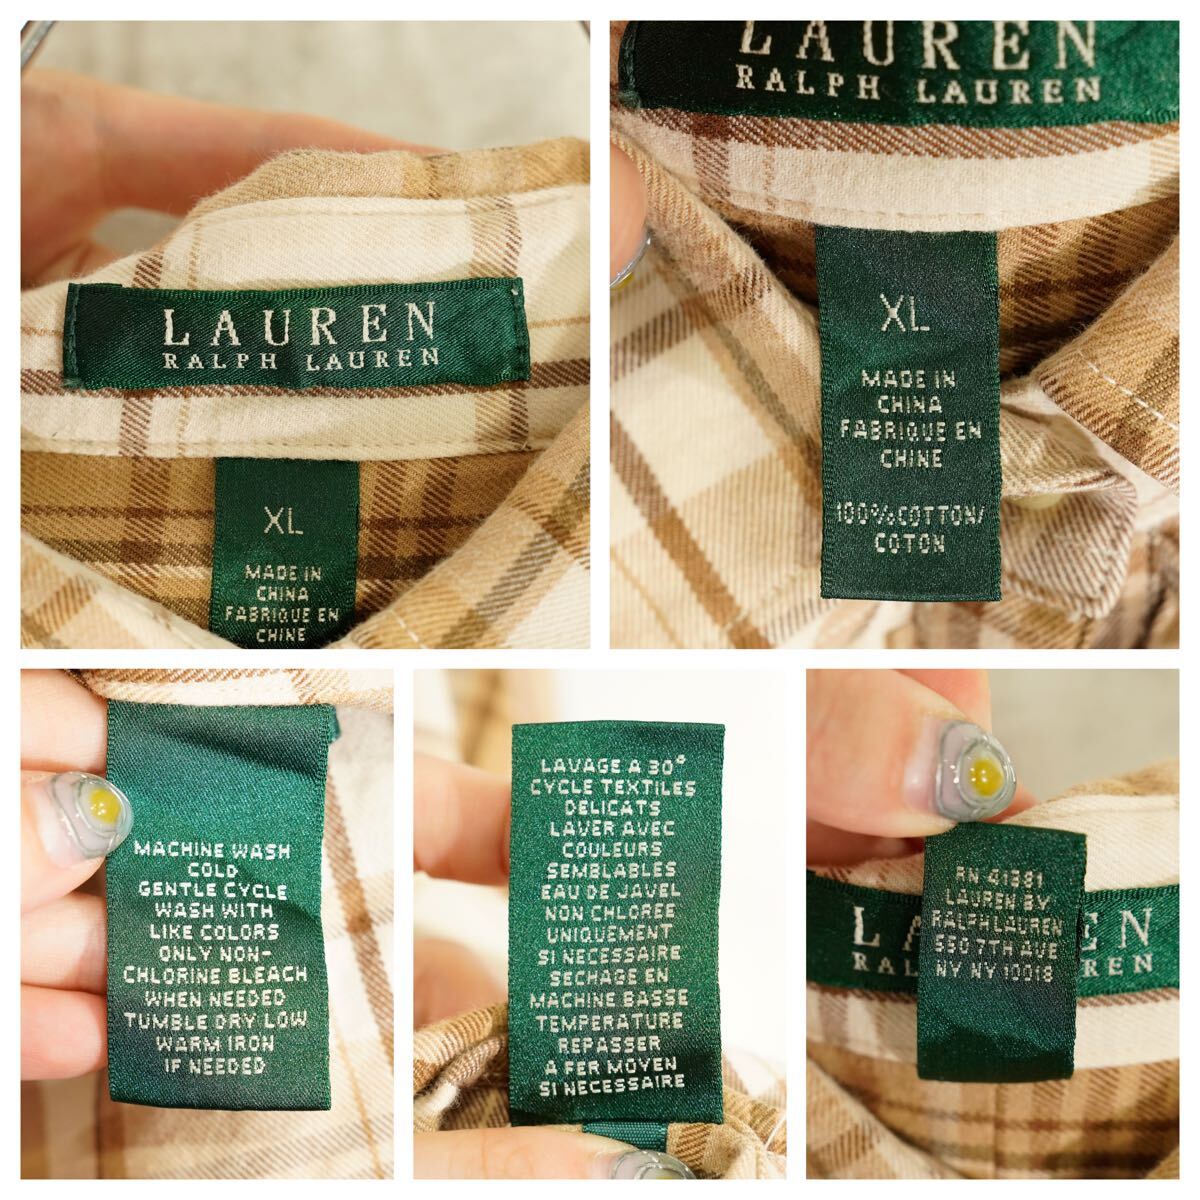 LAUREN
RALPH LAUREN
XL
MADE IN
CHINA
FABRIQUE EN
CHINE
LAUREN
RALPH LAUREN
XL
MADE IN
CHINA
FABRIQUE EN
CHINE
100%COTTON/
COTON
MACHINE WASH
COLD
GENTLE CYCLE
WASH WITH
LIKE COLORS
ONLY NON-
CHLORINE BLEACH
WHEN NEEDED
TUMBLE DRY LOW
WARM IRON
IF NEEDED
LAVAGE A 30°
CYCLE TEXTILES
DELICATS
LAVER AVEC
COULEURS
SEMBLABLES
EAU DE JAVEL
NON CHLOREE
UNIQUEMENT
SI NECESSAIRE
SECHAGE EN
MACHINE BASSE
TEMPERATURE
REPASSER
A FER MOYEN
SI NECESSAIRE
RN 41381
LAUREN BY
RALPH LAUREN
550 7TH AVE
NY NY 10018
L EN
RAL REN